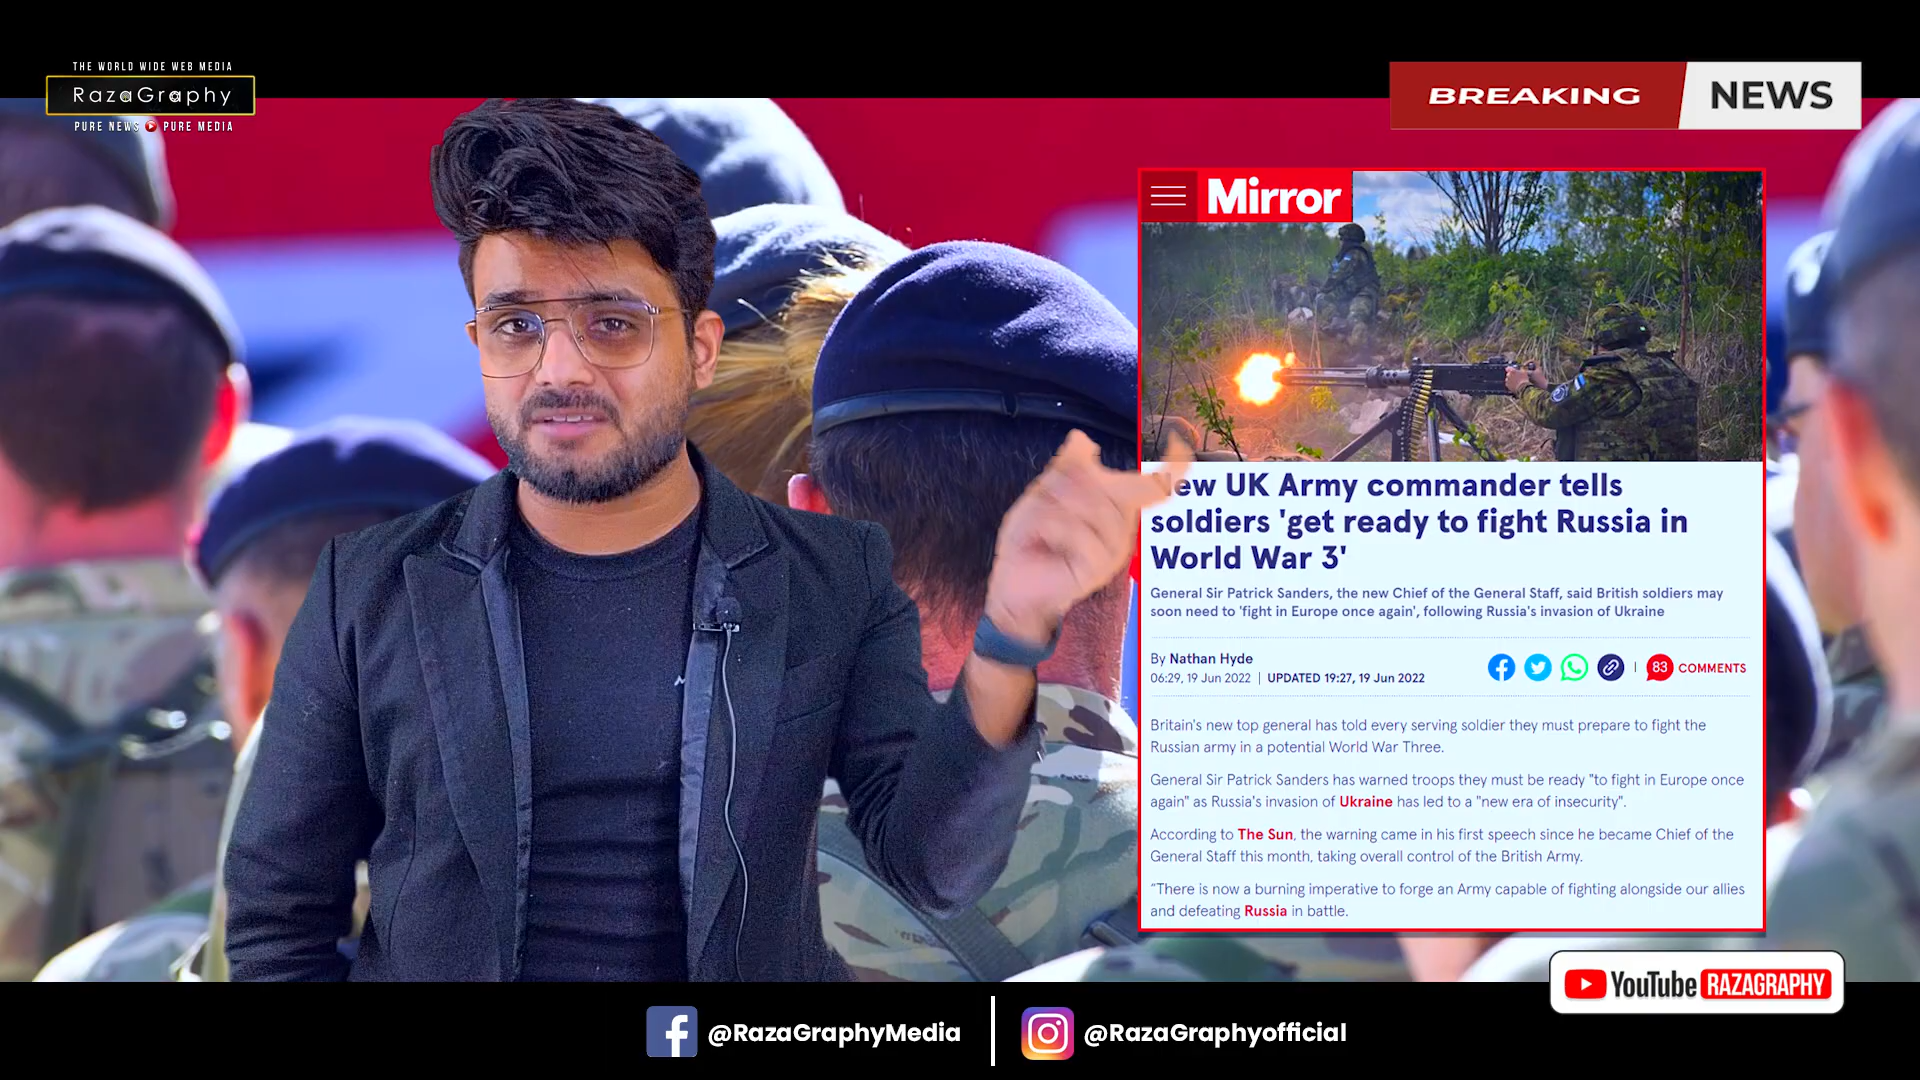 THE WORLD WIDE WEB MEDIA
RazaGraphy
PURE NEWS PURE MEDIA
BREAKING NEWS
Mirror
New UK Army commander tells
soldiers 'get ready to fight Russia in
World War 3'
General Sir Patrick Sanders, the new Chief of the General Staff, said British soldiers may
soon need to 'fight in Europe once again', following Russia's invasion of Ukraine
By Nathan Hyde
06:29, 19 Jun 2022 | UPDATED 19:27, 19 Jun 2022
83 COMMENTS
Britain's new top general has told every serving soldier they must prepare to fight the
Russian army in a potential World War Three.
General Sir Patrick Sanders has warned troops they must be ready "to fight in Europe once
again" as Russia's invasion of Ukraine has led to a "new era of insecurity".
According to The Sun, the warning came in his first speech since he became Chief of the
General Staff this month, taking overall control of the British Army.
“There is now a burning imperative to forge an Army capable of fighting alongside our allies
and defeating Russia in battle.
YouTube RAZAGRAPHY
@RazaGraphyMedia
@RazaGraphyofficial